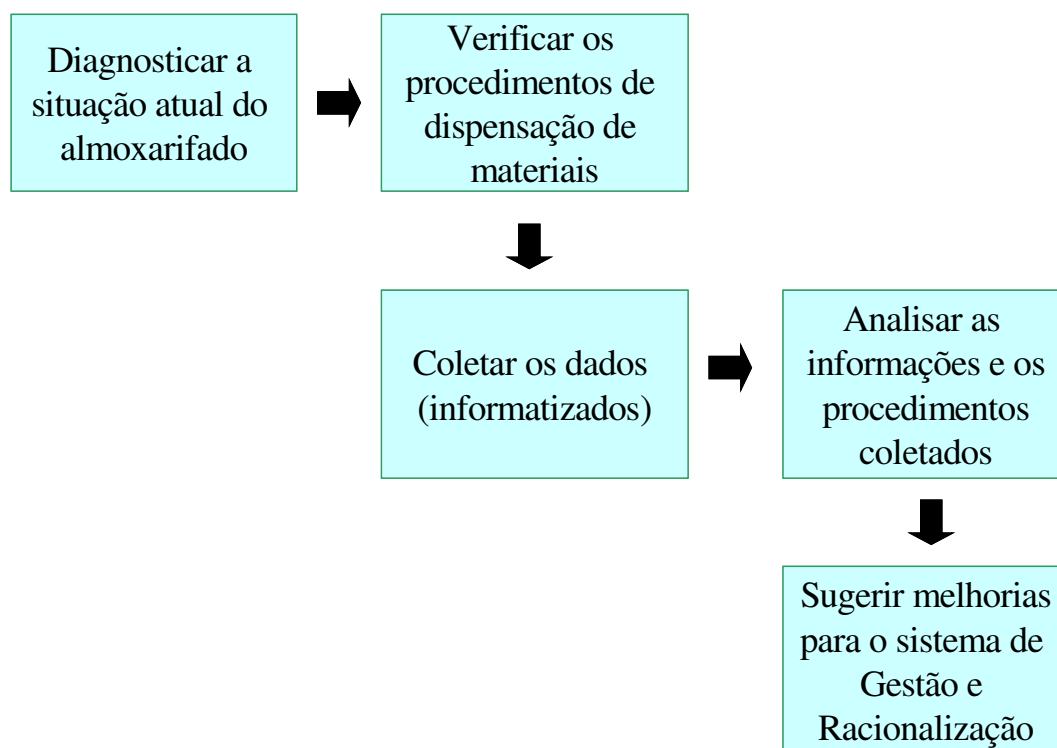 Diagnosticar a
situação atual do
almoxarifado
Verificar os
procedimentos de
dispensação de
materiais
Coletar os dados
(informatizados)
Analisar as
informações e os
procedimentos
coletados
Sugerir melhorias
para o sistema de
Gestão e
Racionalização